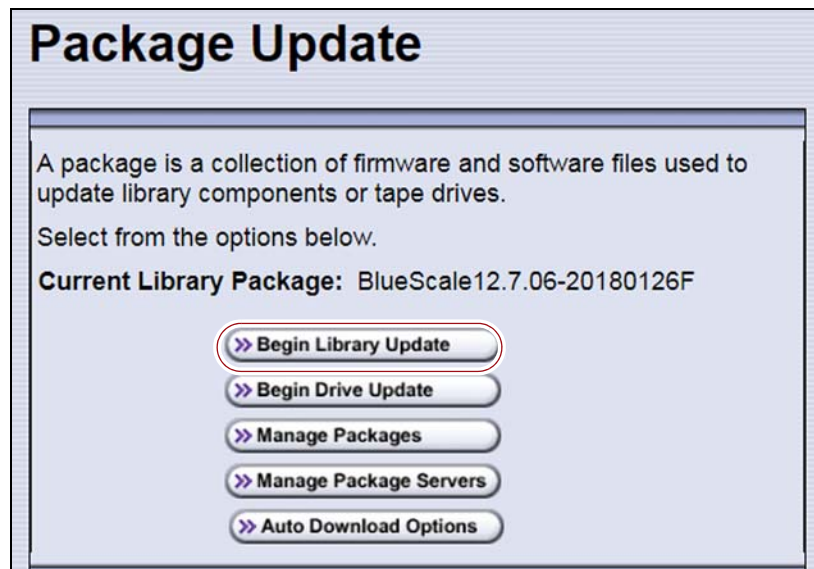 Package Update
A package is a collection of firmware and software files used to
update library components or tape drives.
Select from the options below.
Current Library Package: BlueScale12.7.06-20180126F
>> Begin Library Update
>> Begin Drive Update
>> Manage Packages
>> Manage Package Servers
>> Auto Download Options